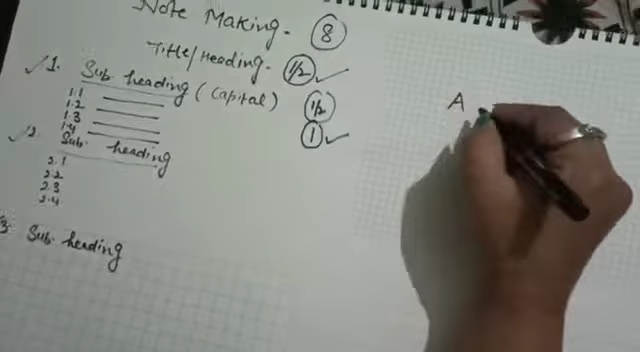 Note Making. 8
Title/Heading. 1/2 ✓
✓ 1. Sub heading (Capital) 1/2
1.1
1.2
1.3
1.4
1 ✓
✓ 2. Sub. heading
2.1
2.2
2.3
2.4
3. Sub. heading
A